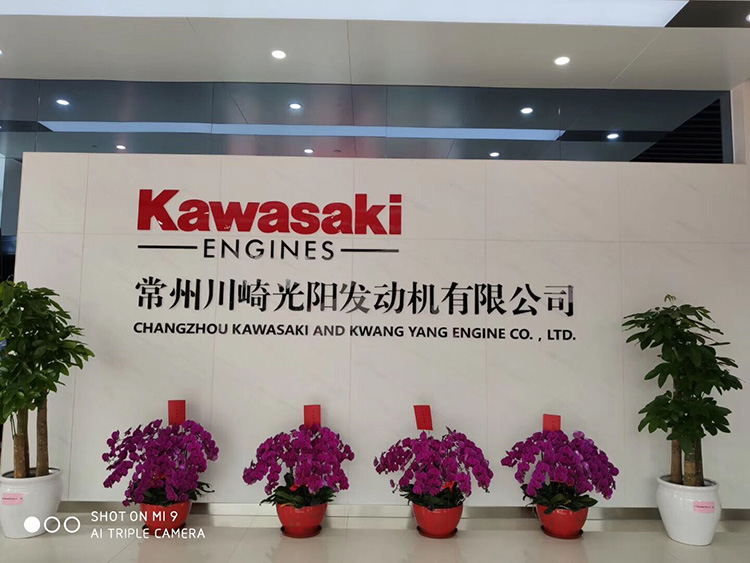 Kawasaki
ENGINES
常州川崎光阳发动机有限公司
CHANGZHOU KAWASAKI AND KWANG YANG ENGINE CO. , LTD.
SHOT ON MI 9
AI TRIPLE CAMERA